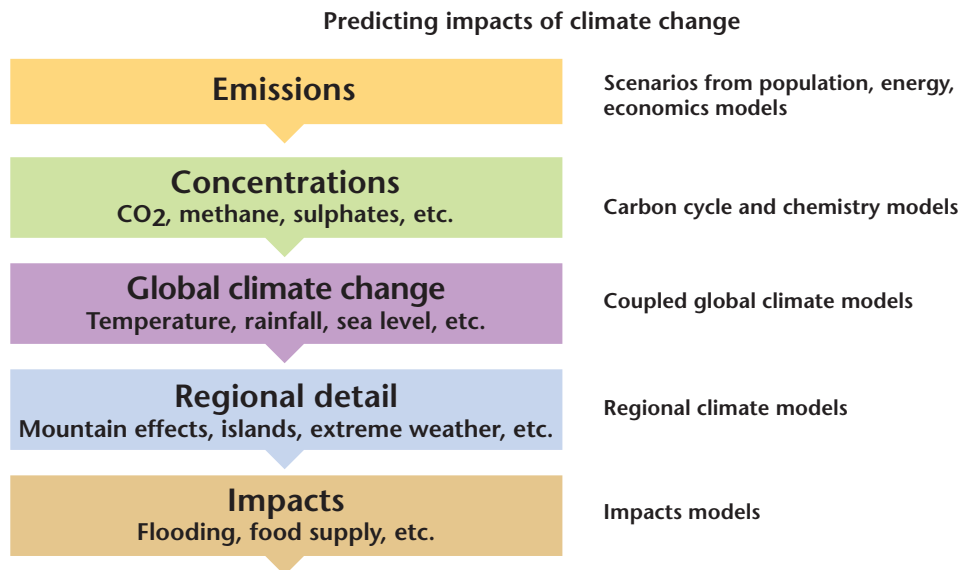 Predicting impacts of climate change
Emissions
Scenarios from population, energy,
economics models
Concentrations
CO2, methane, sulphates, etc.
Carbon cycle and chemistry models
Global climate change
Temperature, rainfall, sea level, etc.
Coupled global climate models
Regional detail
Mountain effects, islands, extreme weather, etc.
Regional climate models
Impacts
Flooding, food supply, etc.
Impacts models